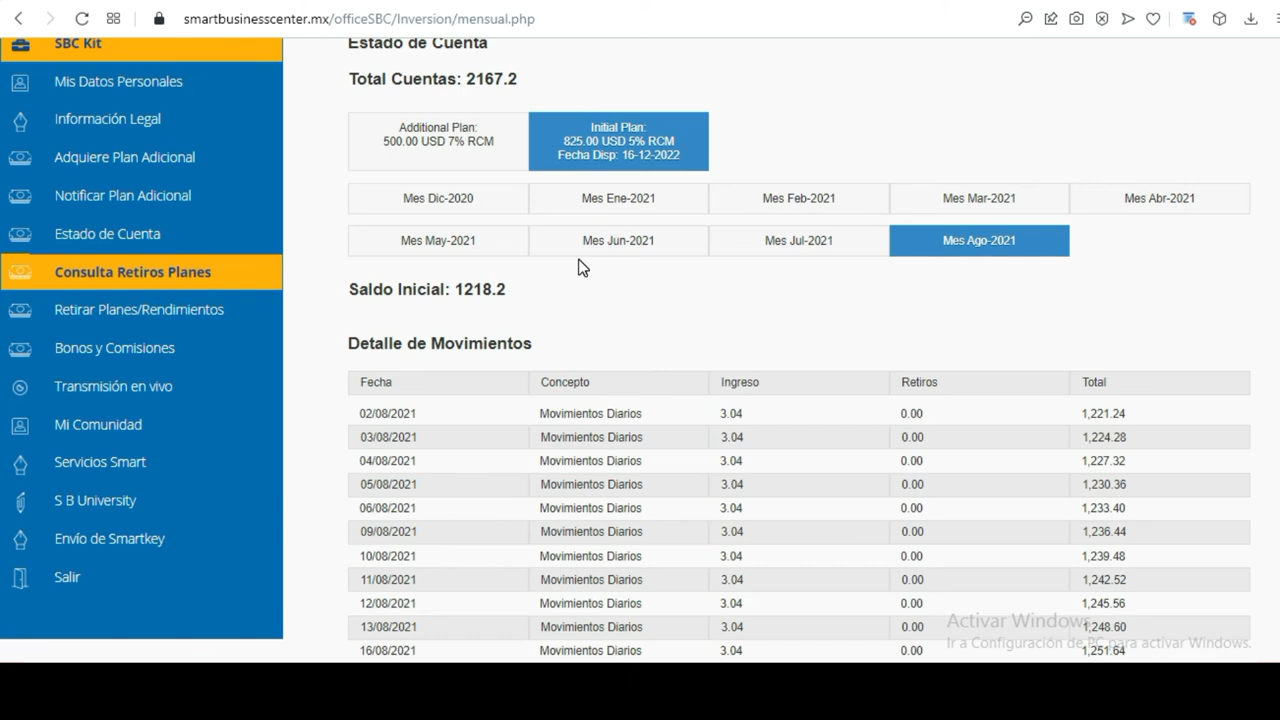 smartbusinesscenter.mx/officeSBC/Inversion/mensual.php
SBC Kit
Mis Datos Personales
Información Legal
Adquiere Plan Adicional
Notificar Plan Adicional
Estado de Cuenta
Consulta Retiros Planes
Retirar Planes/Rendimientos
Bonos y Comisiones
Transmisión en vivo
Mi Comunidad
Servicios Smart
S B University
Envío de Smartkey
Salir
Estado de Cuenta
Total Cuentas: 2167.2
Additional Plan:
500.00 USD 7% RCM
Initial Plan:
825.00 USD 5% RCM
Fecha Disp: 16-12-2022
Mes Dic-2020 Mes Ene-2021 Mes Feb-2021 Mes Mar-2021 Mes Abr-2021
Mes May-2021 Mes Jun-2021 Mes Jul-2021 Mes Ago-2021
Saldo Inicial: 1218.2
Detalle de Movimientos
Fecha Concepto Ingreso Retiros Total
02/08/2021 Movimientos Diarios 3.04 0.00 1,221.24
03/08/2021 Movimientos Diarios 3.04 0.00 1,224.28
04/08/2021 Movimientos Diarios 3.04 0.00 1,227.32
05/08/2021 Movimientos Diarios 3.04 0.00 1,230.36
06/08/2021 Movimientos Diarios 3.04 0.00 1,233.40
09/08/2021 Movimientos Diarios 3.04 0.00 1,236.44
10/08/2021 Movimientos Diarios 3.04 0.00 1,239.48
11/08/2021 Movimientos Diarios 3.04 0.00 1,242.52
12/08/2021 Movimientos Diarios 3.04 0.00 1,245.56
13/08/2021 Movimientos Diarios 3.04 0.00 1,248.60
16/08/2021 Movimientos Diarios 3.04 0.00 1,251.64
Activar Windows
Ir a Configuración de PC para activar Windows.